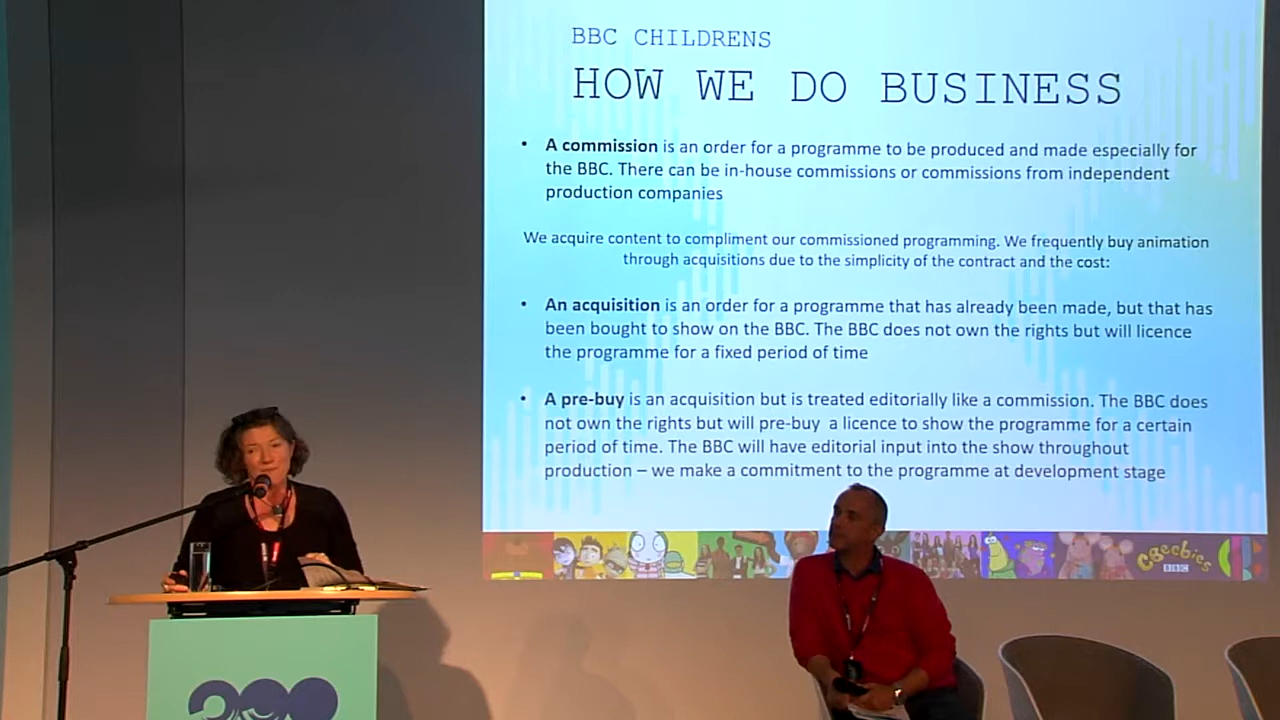 BBC CHILDRENS
HOW WE DO BUSINESS
• A commission is an order for a programme to be produced and made especially for
the BBC. There can be in-house commissions or commissions from independent
production companies
We acquire content to compliment our commissioned programming. We frequently buy animation
through acquisitions due to the simplicity of the contract and the cost:
• An acquisition is an order for a programme that has already been made, but that has
been bought to show on the BBC. The BBC does not own the rights but will licence
the programme for a fixed period of time
• A pre-buy is an acquisition but is treated editorially like a commission. The BBC does
not own the rights but will pre-buy a licence to show the programme for a certain
period of time. The BBC will have editorial input into the show throughout
production – we make a commitment to the programme at development stage
CBeebies
BBC